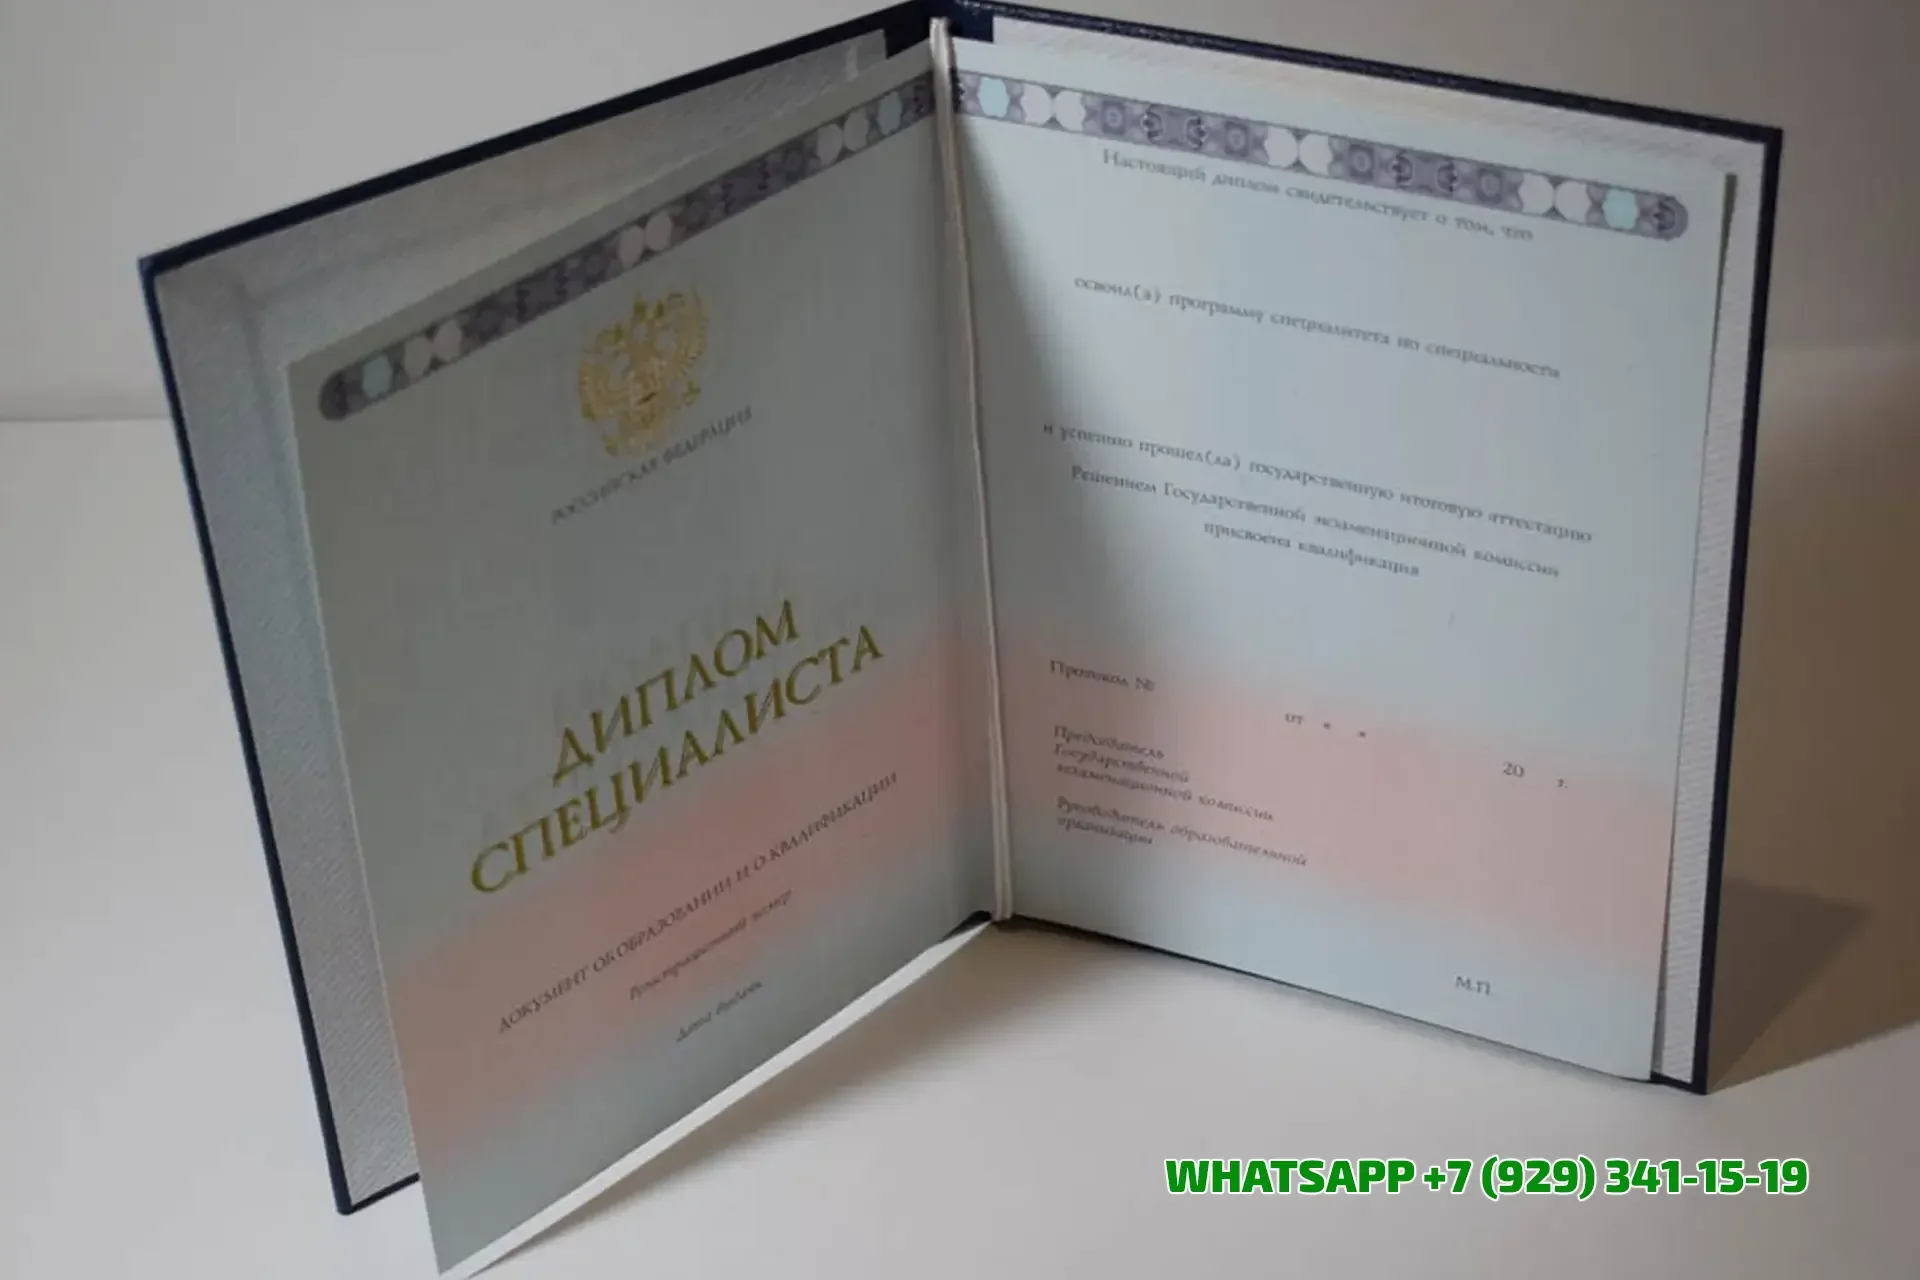 РОССИЙСКАЯ ФЕДЕРАЦИЯ
ДИПЛОМ
СПЕЦИАЛИСТА
ДОКУМЕНТ ОБ ОБРАЗОВАНИИ И О КВАЛИФИКАЦИИ
Регистрационный номер
Дата выдачи
Настоящий диплом свидетельствует о том, что
освоил(а) программу специалитета по специальности
и успешно прошел(ла) государственную итоговую аттестацию
Решением Государственной экзаменационной комиссии
присвоена квалификация
Протокол №
от « »
20 г.
Председатель
Государственной
экзаменационной комиссии
Руководитель образовательной
организации
М.П.
WHATSAPP +7 (929) 341-15-19